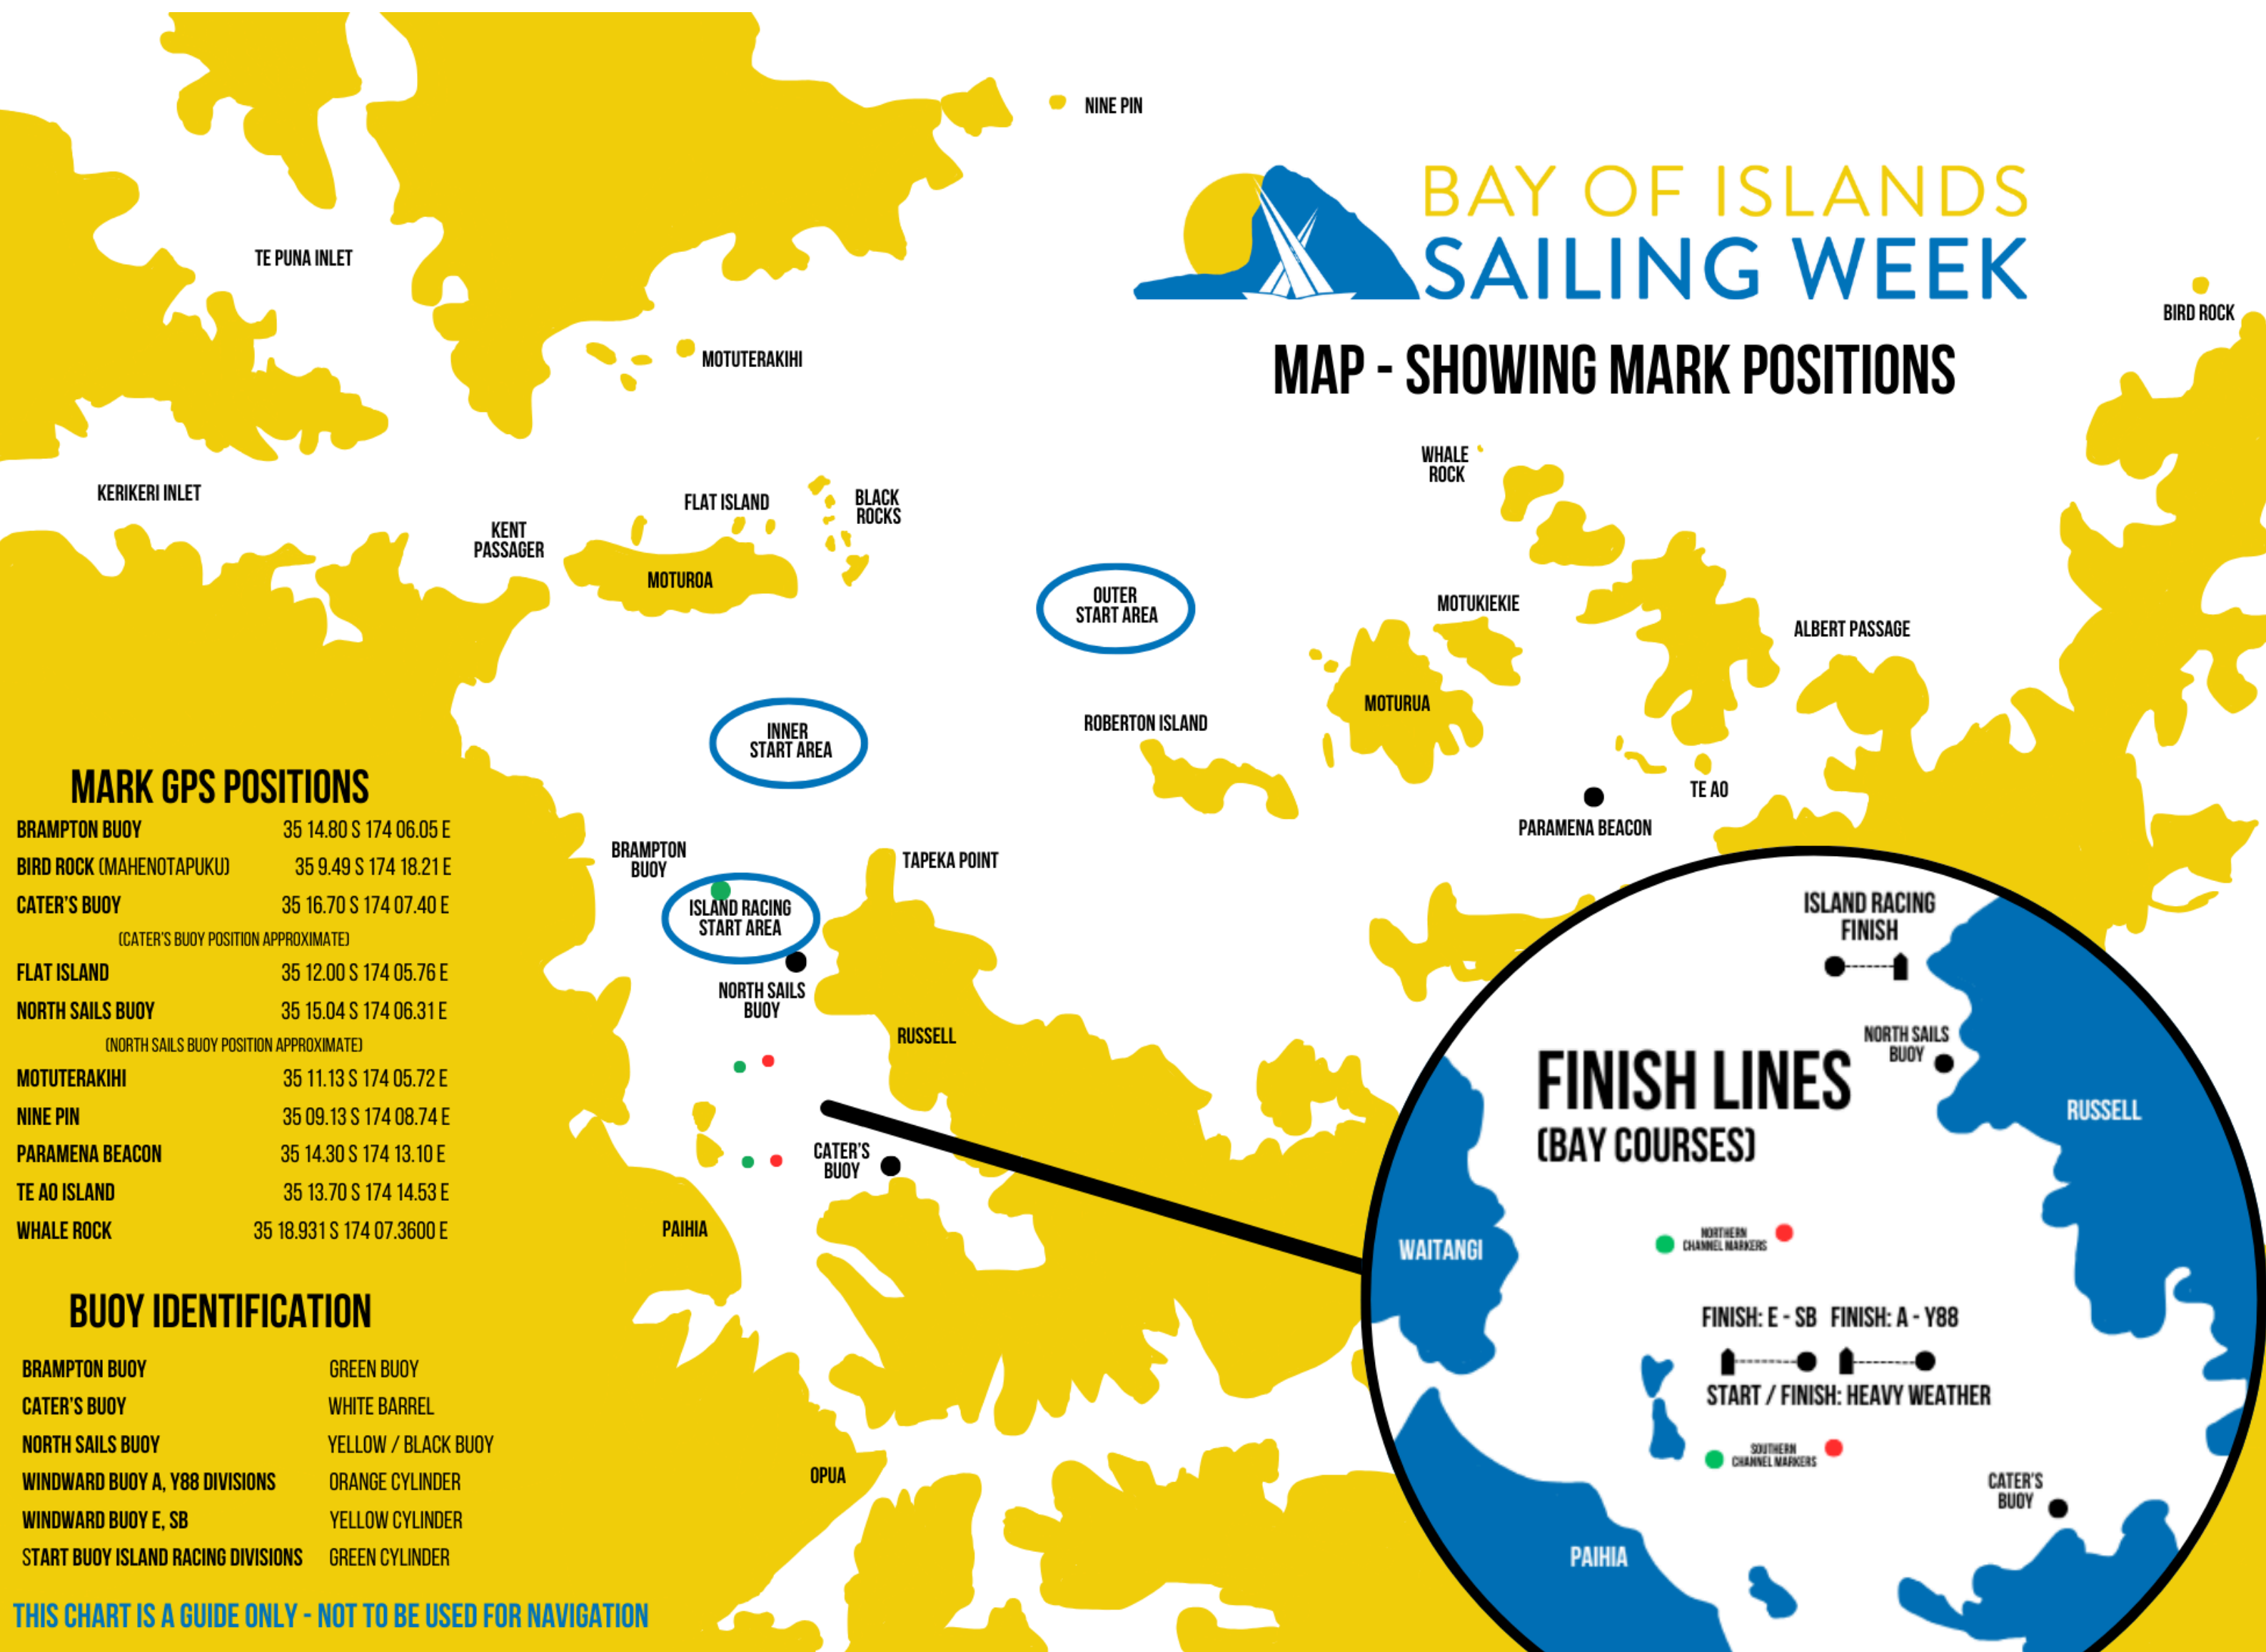 NINE PIN
BAY OF ISLANDS
SAILING WEEK
MAP - SHOWING MARK POSITIONS
BIRD ROCK
TE PUNA INLET
MOTUTERAKIHI
WHALE
ROCK
KERIKERI INLET
KENT
PASSAGER
FLAT ISLAND
BLACK
ROCKS
MOTUROA
OUTER
START AREA
MOTUKIEKIE
ALBERT PASSAGE
MOTURUA
ROBERTON ISLAND
INNER
START AREA
TE AO
PARAMENA BEACON
BRAMPTON
BUOY
TAPEKA POINT
ISLAND RACING
START AREA
NORTH SAILS
BUOY
RUSSELL
CATER'S
BUOY
PAIHIA
OPUA
MARK GPS POSITIONS
BRAMPTON BUOY 35 14.80 S 174 06.05 E
BIRD ROCK (MAHENOTAPUKU) 35 9.49 S 174 18.21 E
CATER'S BUOY 35 16.70 S 174 07.40 E
(CATER'S BUOY POSITION APPROXIMATE)
FLAT ISLAND 35 12.00 S 174 05.76 E
NORTH SAILS BUOY 35 15.04 S 174 06.31 E
(NORTH SAILS BUOY POSITION APPROXIMATE)
MOTUTERAKIHI 35 11.13 S 174 05.72 E
NINE PIN 35 09.13 S 174 08.74 E
PARAMENA BEACON 35 14.30 S 174 13.10 E
TE AO ISLAND 35 13.70 S 174 14.53 E
WHALE ROCK 35 18.931 S 174 07.3600 E
BUOY IDENTIFICATION
BRAMPTON BUOY GREEN BUOY
CATER'S BUOY WHITE BARREL
NORTH SAILS BUOY YELLOW / BLACK BUOY
WINDWARD BUOY A, Y88 DIVISIONS ORANGE CYLINDER
WINDWARD BUOY E, SB YELLOW CYLINDER
START BUOY ISLAND RACING DIVISIONS GREEN CYLINDER
THIS CHART IS A GUIDE ONLY - NOT TO BE USED FOR NAVIGATION
ISLAND RACING
FINISH
NORTH SAILS
BUOY
FINISH LINES
(BAY COURSES)
RUSSELL
WAITANGI
NORTHERN
CHANNEL MARKERS
FINISH: E - SB FINISH: A - Y88
START / FINISH: HEAVY WEATHER
SOUTHERN
CHANNEL MARKERS
CATER'S
BUOY
PAIHIA